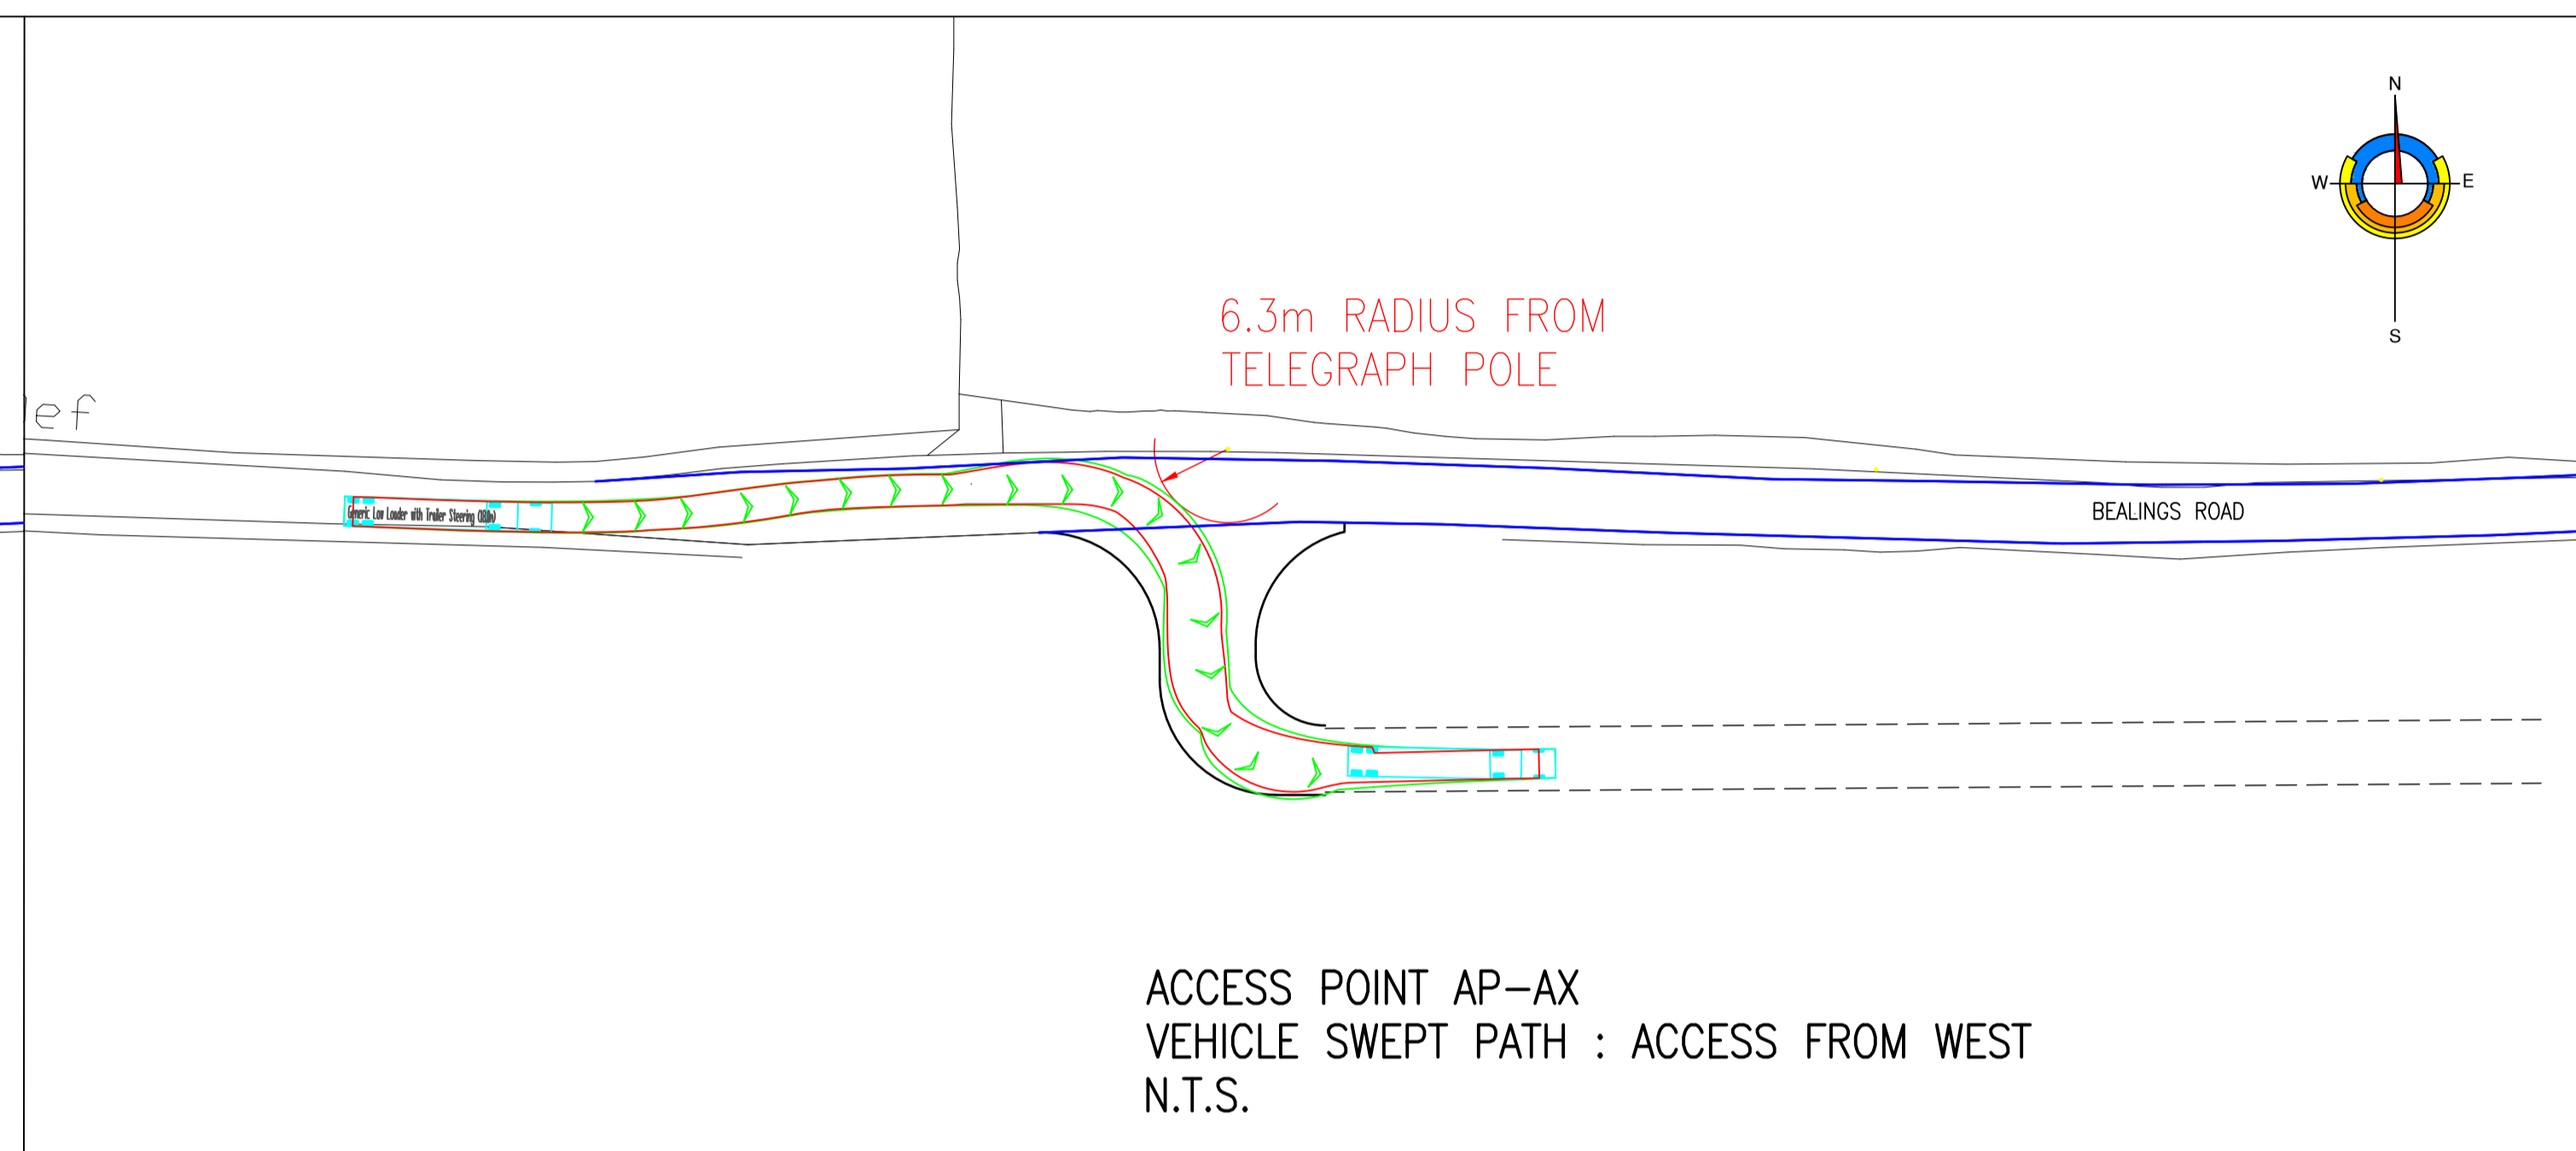 N
W
E
S
6.3m RADIUS FROM
TELEGRAPH POLE
ef
Generic Low Loader with Trailer Steering
BEALINGS ROAD
ACCESS POINT AP-AX
VEHICLE SWEPT PATH : ACCESS FROM WEST
N.T.S.